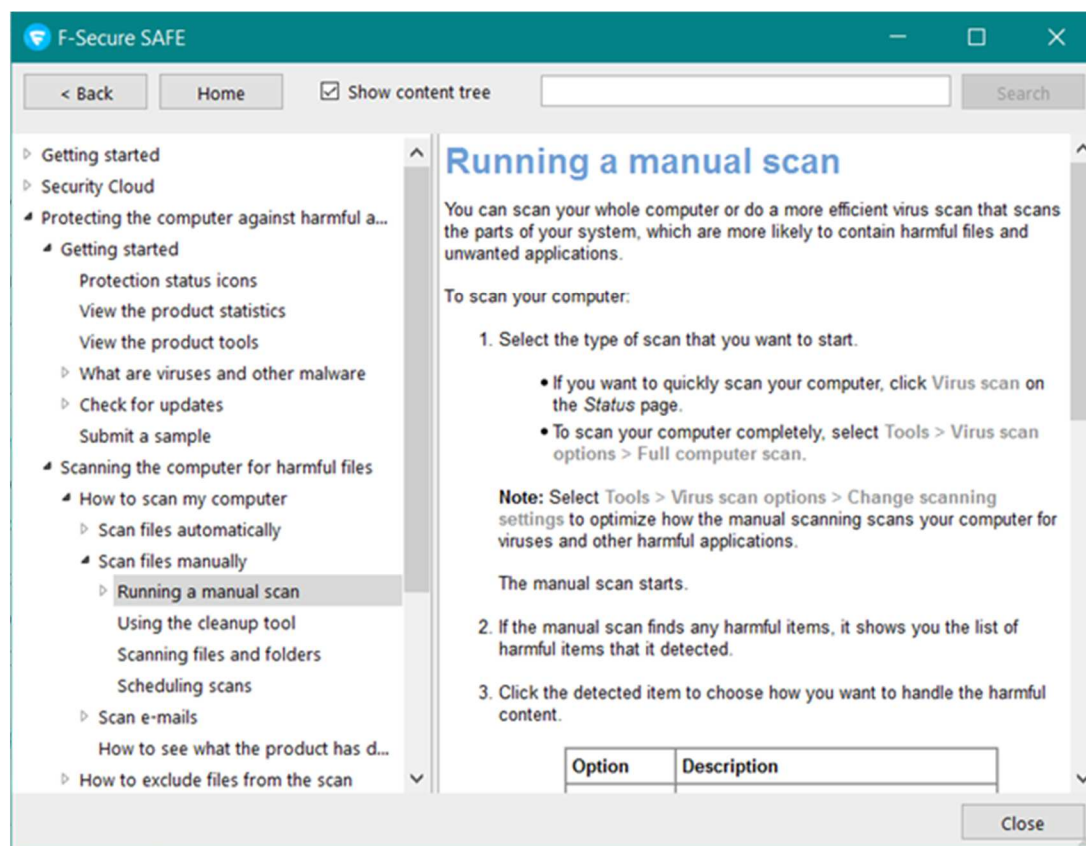 F-Secure SAFE
< Back
Home
Show content tree
Search
Getting started
Security Cloud
Protecting the computer against harmful a...
Getting started
Protection status icons
View the product statistics
View the product tools
What are viruses and other malware
Check for updates
Submit a sample
Scanning the computer for harmful files
How to scan my computer
Scan files automatically
Scan files manually
Running a manual scan
Using the cleanup tool
Scanning files and folders
Scheduling scans
Scan e-mails
How to see what the product has d...
How to exclude files from the scan
Running a manual scan
You can scan your whole computer or do a more efficient virus scan that scans
the parts of your system, which are more likely to contain harmful files and
unwanted applications.
To scan your computer:
1. Select the type of scan that you want to start.
• If you want to quickly scan your computer, click Virus scan on
the Status page.
• To scan your computer completely, select Tools > Virus scan
options > Full computer scan.
Note: Select Tools > Virus scan options > Change scanning
settings to optimize how the manual scanning scans your computer for
viruses and other harmful applications.
The manual scan starts.
2. If the manual scan finds any harmful items, it shows you the list of
harmful items that it detected.
3. Click the detected item to choose how you want to handle the harmful
content.
Option
Description
Close